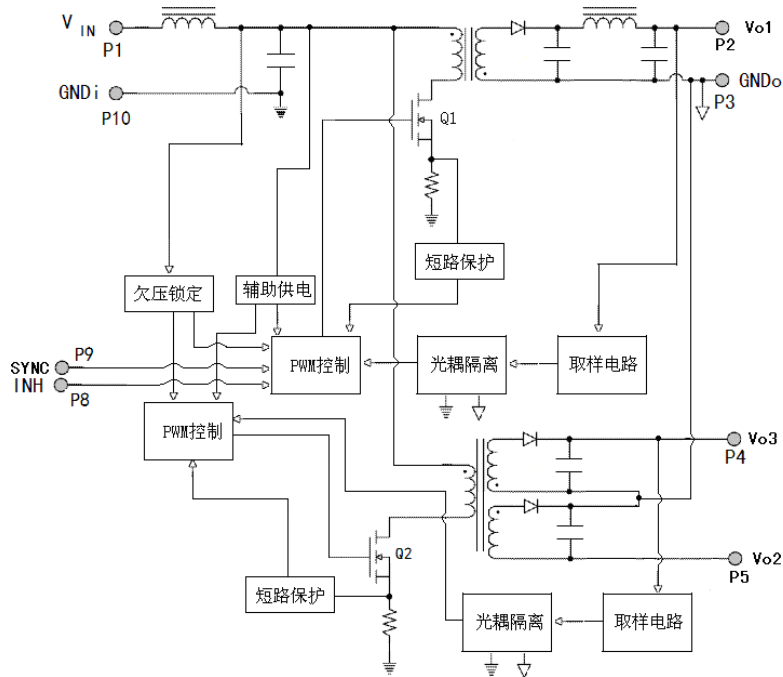 V IN
P1
Vo1
P2
GNDi
P10
GNDo
P3
Q1
短路保护
欠压锁定
辅助供电
P9
SYNC
INH
P8
PWM控制
光耦隔离
取样电路
PWM控制
Vo3
P4
Q2
Vo2
P5
短路保护
光耦隔离
取样电路